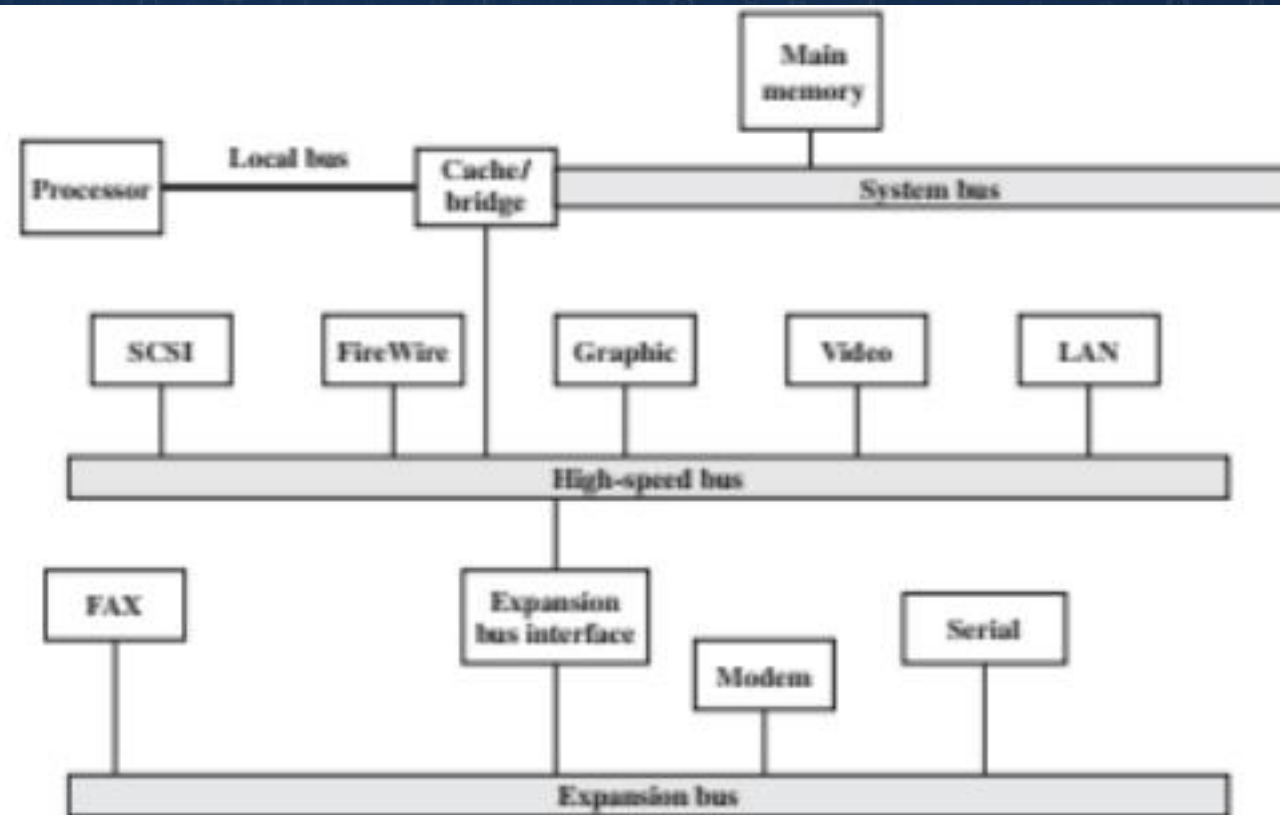 Main
memory
Local bus
Processor
Cache/
bridge
System bus
SCSI
FireWire
Graphic
Video
LAN
High-speed bus
FAX
Expansion
bus interface
Serial
Modem
Expansion bus